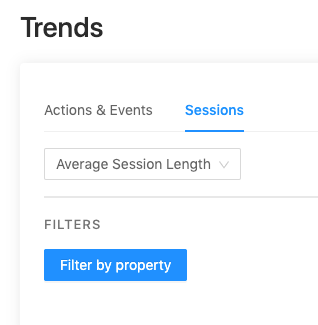 Trends
Actions & Events Sessions
Average Session Length
FILTERS
Filter by property